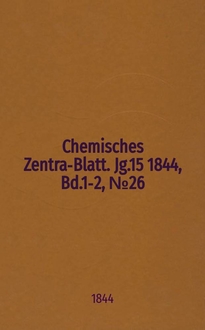 Chemisches
Zentra-Blatt. Jg.15 1844,
Bd.1-2, №26
1844